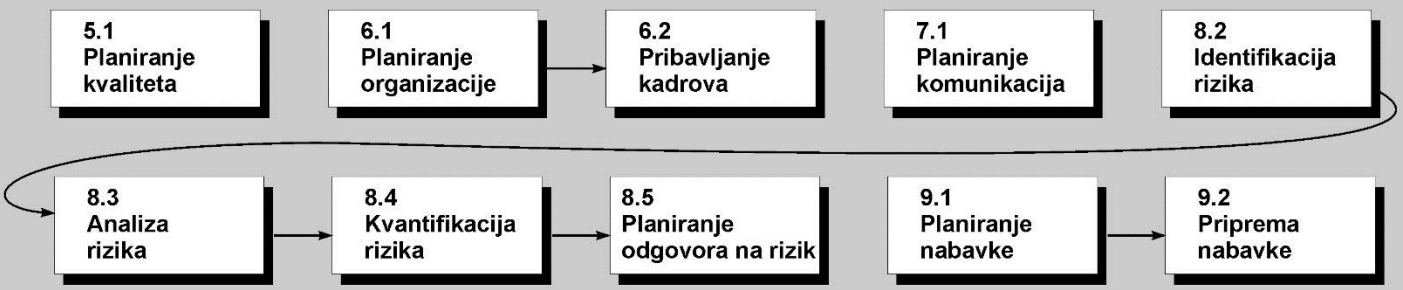 5.1
Planiranje
kvaliteta
6.1
Planiranje
organizacije
6.2
Pribavljanje
kadrova
7.1
Planiranje
komunikacija
8.2
Identifikacija
rizika
8.3
Analiza
rizika
8.4
Kvantifikacija
rizika
8.5
Planiranje
odgovora na rizik
9.1
Planiranje
nabavke
9.2
Priprema
nabavke